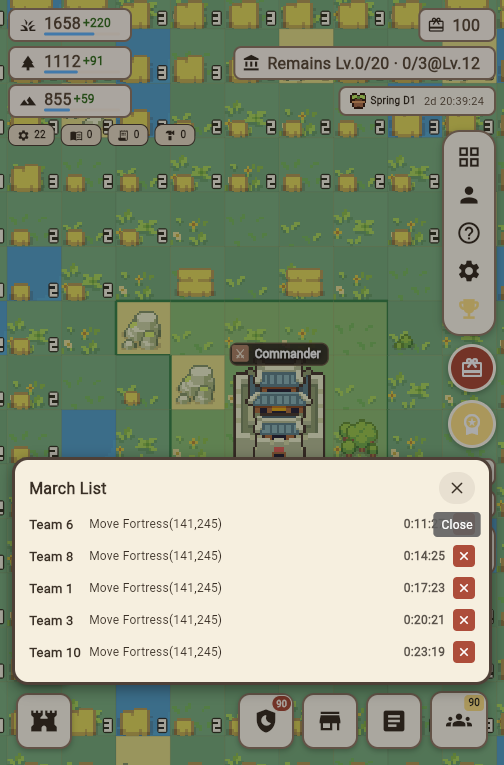 1658+220
100
1112+91
Remains Lv.0/20 · 0/3@Lv.12
855+59
Spring D1 2d 20:39:24
22 0 0 0
Commander
March List
Team 6 Move Fortress(141,245)
Close
Team 8 Move Fortress(141,245) 0:14:25
Team 1 Move Fortress(141,245) 0:17:23
Team 3 Move Fortress(141,245) 0:20:21
Team 10 Move Fortress(141,245) 0:23:19
90
90